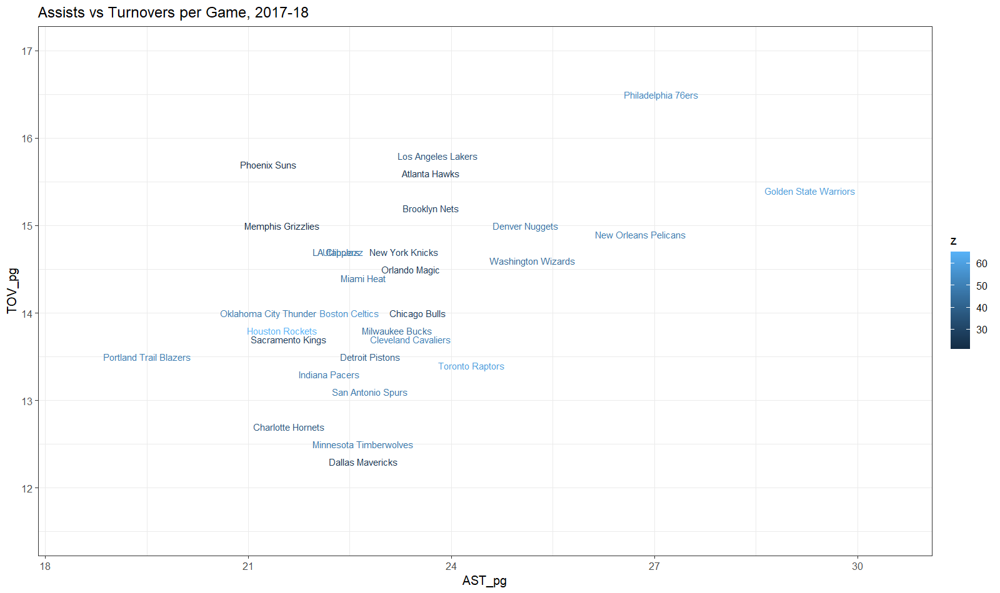 Assists vs Turnovers per Game, 2017-18
17
Philadelphia 76ers
16
Los Angeles Lakers
Phoenix Suns
Atlanta Hawks
Golden State Warriors
Brooklyn Nets
15
Memphis Grizzlies
Denver Nuggets
New Orleans Pelicans
LA Clippers
Utah Jazz
New York Knicks
Washington Wizards
Orlando Magic
Miami Heat
14
Oklahoma City Thunder
Boston Celtics
Chicago Bulls
Houston Rockets
Milwaukee Bucks
Sacramento Kings
Cleveland Cavaliers
Portland Trail Blazers
Detroit Pistons
Toronto Raptors
Indiana Pacers
San Antonio Spurs
13
Charlotte Hornets
Minnesota Timberwolves
Dallas Mavericks
12
18
21
24
27
30
AST_pg
TOV_pg
z
60
50
40
30